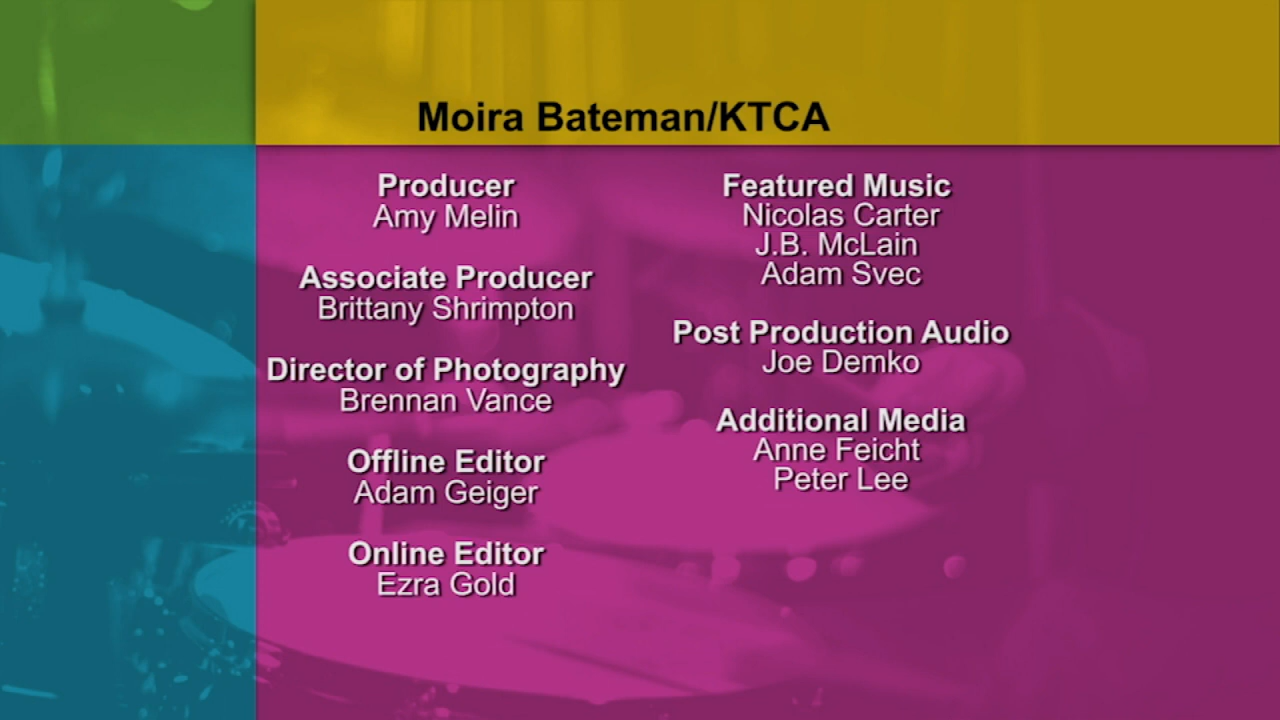 Moira Bateman/KTCA
Producer
Amy Melin
Associate Producer
Brittany Shrimpton
Director of Photography
Brennan Vance
Offline Editor
Adam Geiger
Online Editor
Ezra Gold
Featured Music
Nicolas Carter
J.B. McLain
Adam Svec
Post Production Audio
Joe Demko
Additional Media
Anne Feicht
Peter Lee